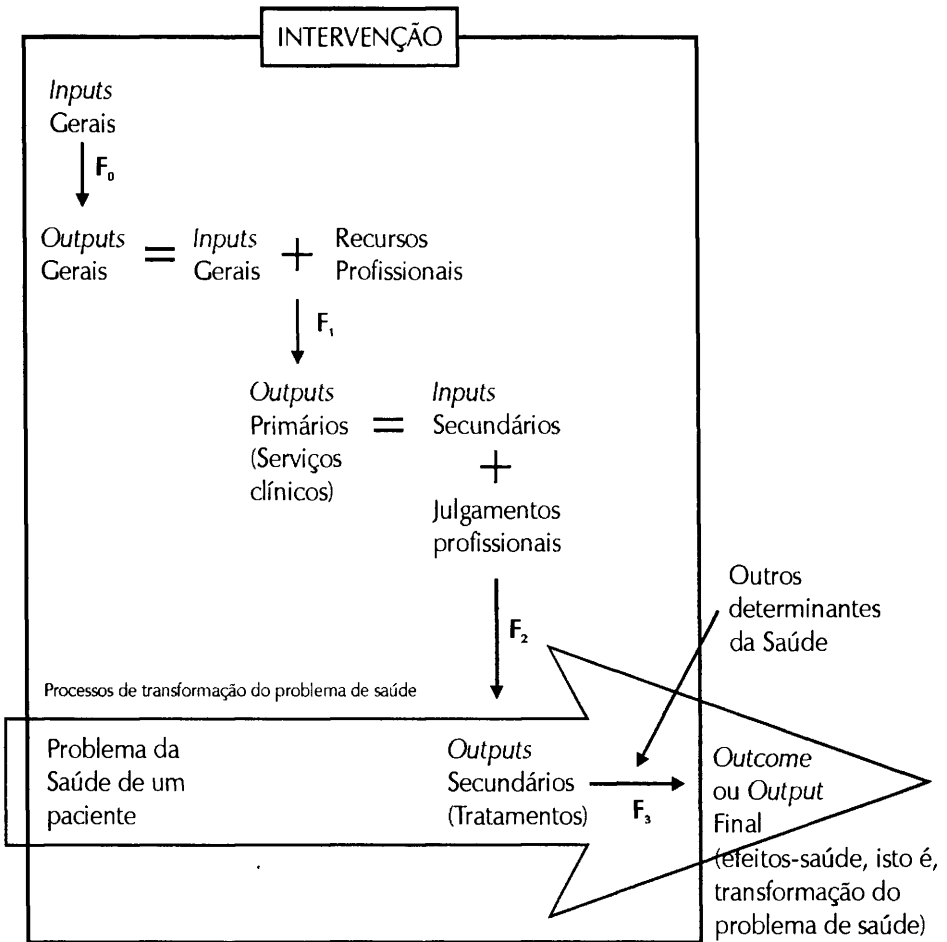 INTERVENÇÃO
Inputs
Gerais
F₀
Outputs
Gerais
=
Inputs
Gerais
+
Recursos
Profissionais
F₁
Outputs
Primários
(Serviços
clínicos)
=
Inputs
Secundários
+
Julgamentos
profissionais
F₂
Outros
determinantes
da Saúde
Processos de transformação do problema de saúde
Problema da
Saúde de um
paciente
Outputs
Secundários
(Tratamentos)
F₃
Outcome
ou Output
Final
(efeitos-saúde, isto é,
transformação do
problema de saúde)